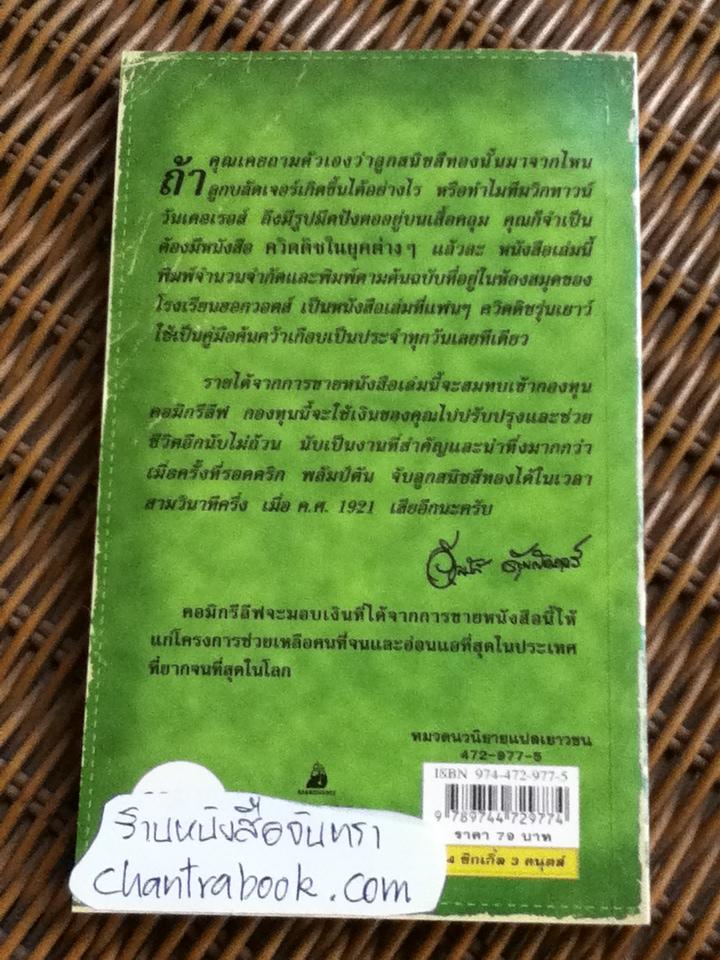 ถ้า คุณเคยถามตัวเองว่าลูกสนิชสีทองนั้นมาจากไหน
ลูกบลัดเจอร์เกิดขึ้นได้อย่างไร หรือทำไมทีมวิกทาวน์
วันเดอเรอส์ ถึงมีรูปมีดปังตออยู่บนเสื้อคลุม คุณก็จำเป็น
ต้องมีหนังสือ ควิดดิชในยุคต่างๆ แล้วละ หนังสือเล่มนี้
พิมพ์จำนวนจำกัดและพิมพ์ตามต้นฉบับที่อยู่ในห้องสมุดของ
โรงเรียนฮอกวอตส์ เป็นหนังสือเล่มที่แฟนๆ ควิดดิชรุ่นเยาว์
ใช้เป็นคู่มือค้นคว้าเกือบเป็นประจำทุกวันเลยทีเดียว
รายได้จากการขายหนังสือเล่มนี้จะสมทบเข้ากองทุน
คอมิกรีลีฟ กองทุนนี้จะใช้เงินของคุณไปปรับปรุงและช่วย
ชีวิตอีกนับไม่ถ้วน นับเป็นงานที่สำคัญและน่าทึ่งมากกว่า
เมื่อครั้งที่รอดดริก พลัมป์ตัน จับลูกสนิชสีทองได้ในเวลา
สามวินาทีครึ่ง เมื่อ ค.ศ. 1921 เสียอีกนะครับ
คอมิกรีลีฟจะมอบเงินที่ได้จากการขายหนังสือนี้ให้
แก่โครงการช่วยเหลือคนที่จนและอ่อนแอที่สุดในประเทศ
ที่ยากจนที่สุดในโลก
หมวดนวนิยายแปลเยาวชน
472-977-5
ISBN 974-472-977-5
9 789744 729774
ราคา 79 บาท
4 ซิกเกิ้ล 3 คนุตส์
ร้านหนังสือจันทรา
chantrabook.com